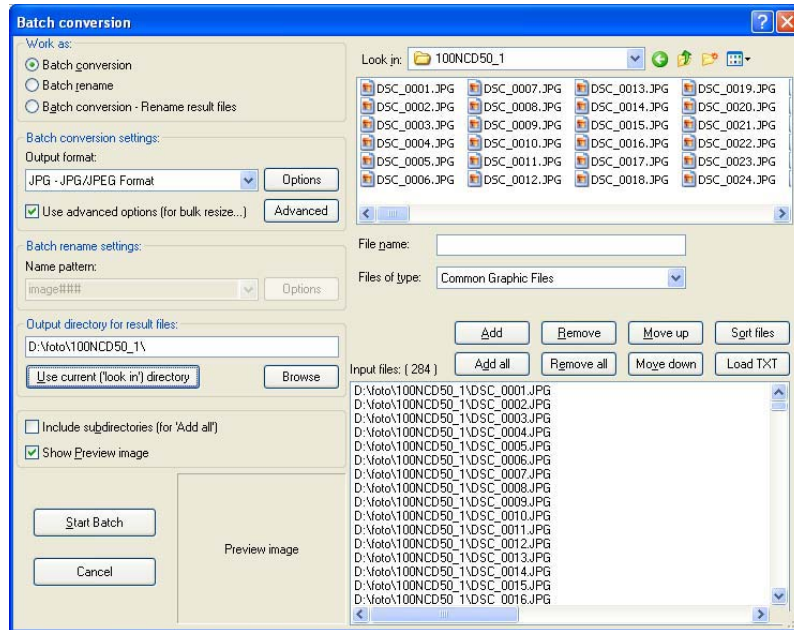 Batch conversion
Work as:
Batch conversion
Batch rename
Batch conversion - Rename result files
Batch conversion settings:
Output format:
JPG - JPG/JPEG Format
Options
Use advanced options (for bulk resize...)
Advanced
Batch rename settings:
Name pattern:
image###
Options
Output directory for result files:
D:\foto\100NCD50_1\
Use current ('look in') directory
Browse
Include subdirectories (for 'Add all')
Show Preview image
Start Batch
Cancel
Preview image
Look in: 100NCD50_1
DSC_0001.JPG DSC_0007.JPG DSC_0013.JPG DSC_0019.JPG
DSC_0002.JPG DSC_0008.JPG DSC_0014.JPG DSC_0020.JPG
DSC_0003.JPG DSC_0009.JPG DSC_0015.JPG DSC_0021.JPG
DSC_0004.JPG DSC_0010.JPG DSC_0016.JPG DSC_0022.JPG
DSC_0005.JPG DSC_0011.JPG DSC_0017.JPG DSC_0023.JPG
DSC_0006.JPG DSC_0012.JPG DSC_0018.JPG DSC_0024.JPG
File name:
Files of type: Common Graphic Files
Add Remove Move up Sort files
Input files: ( 284 ) Add all Remove all Move down Load TXT
D:\foto\100NCD50_1\DSC_0001.JPG
D:\foto\100NCD50_1\DSC_0002.JPG
D:\foto\100NCD50_1\DSC_0003.JPG
D:\foto\100NCD50_1\DSC_0004.JPG
D:\foto\100NCD50_1\DSC_0005.JPG
D:\foto\100NCD50_1\DSC_0006.JPG
D:\foto\100NCD50_1\DSC_0007.JPG
D:\foto\100NCD50_1\DSC_0008.JPG
D:\foto\100NCD50_1\DSC_0009.JPG
D:\foto\100NCD50_1\DSC_0010.JPG
D:\foto\100NCD50_1\DSC_0011.JPG
D:\foto\100NCD50_1\DSC_0012.JPG
D:\foto\100NCD50_1\DSC_0013.JPG
D:\foto\100NCD50_1\DSC_0014.JPG
D:\foto\100NCD50_1\DSC_0015.JPG
D:\foto\100NCD50_1\DSC_0016.JPG